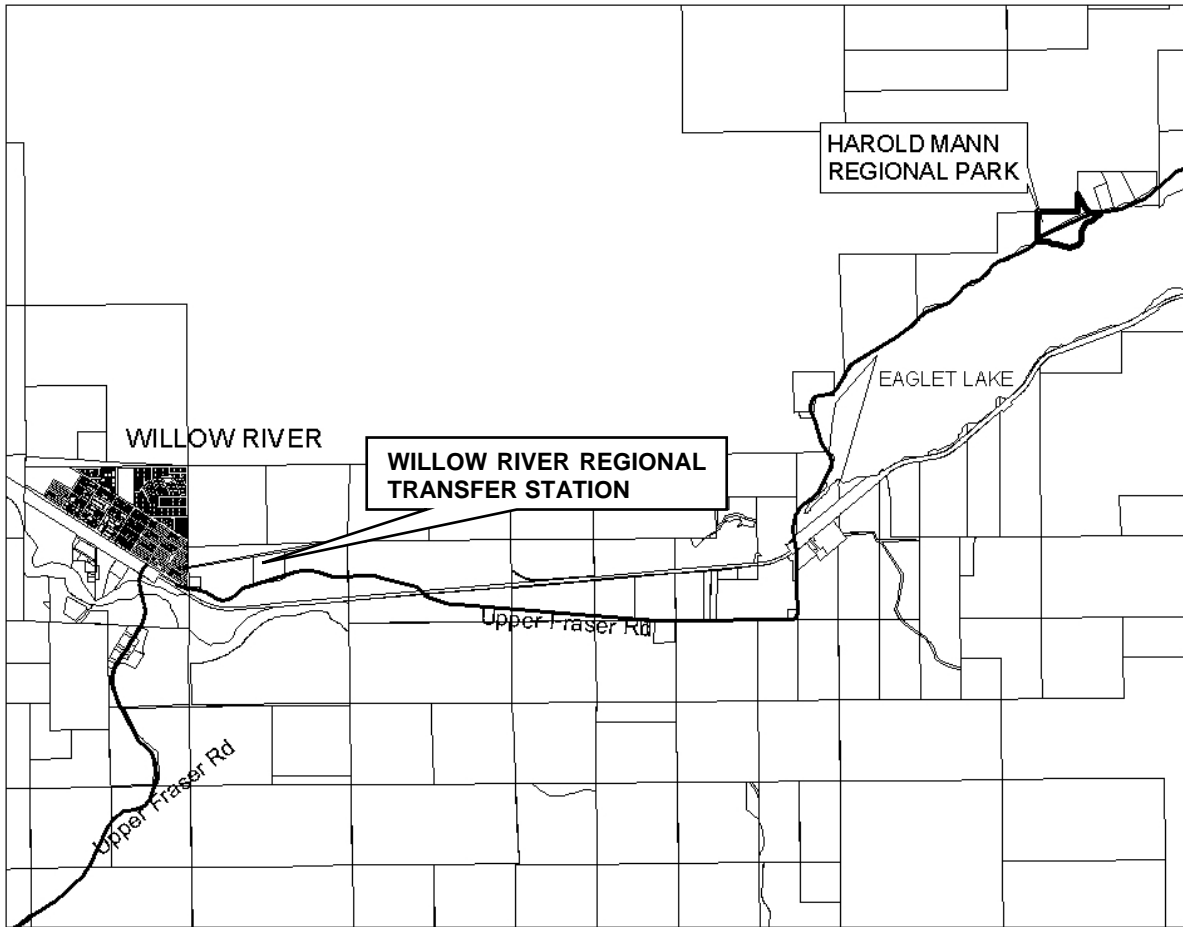 HAROLD MANN
REGIONAL PARK
EAGLET LAKE
WILLOW RIVER
WILLOW RIVER REGIONAL
TRANSFER STATION
Upper Fraser Rd
Upper Fraser Rd